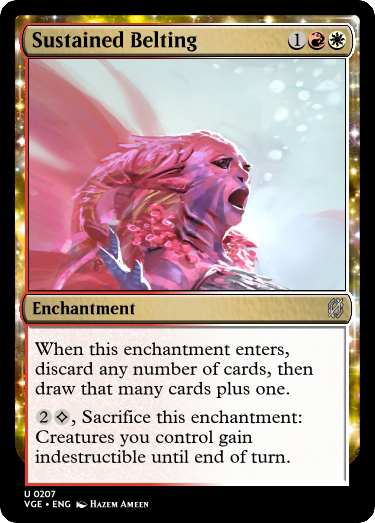 Sustained Belting 1
Enchantment
When this enchantment enters,
discard any number of cards, then
draw that many cards plus one.
2, Sacrifice this enchantment:
Creatures you control gain
indestructible until end of turn.
U 0207
VGE • ENG Hazem Ameen